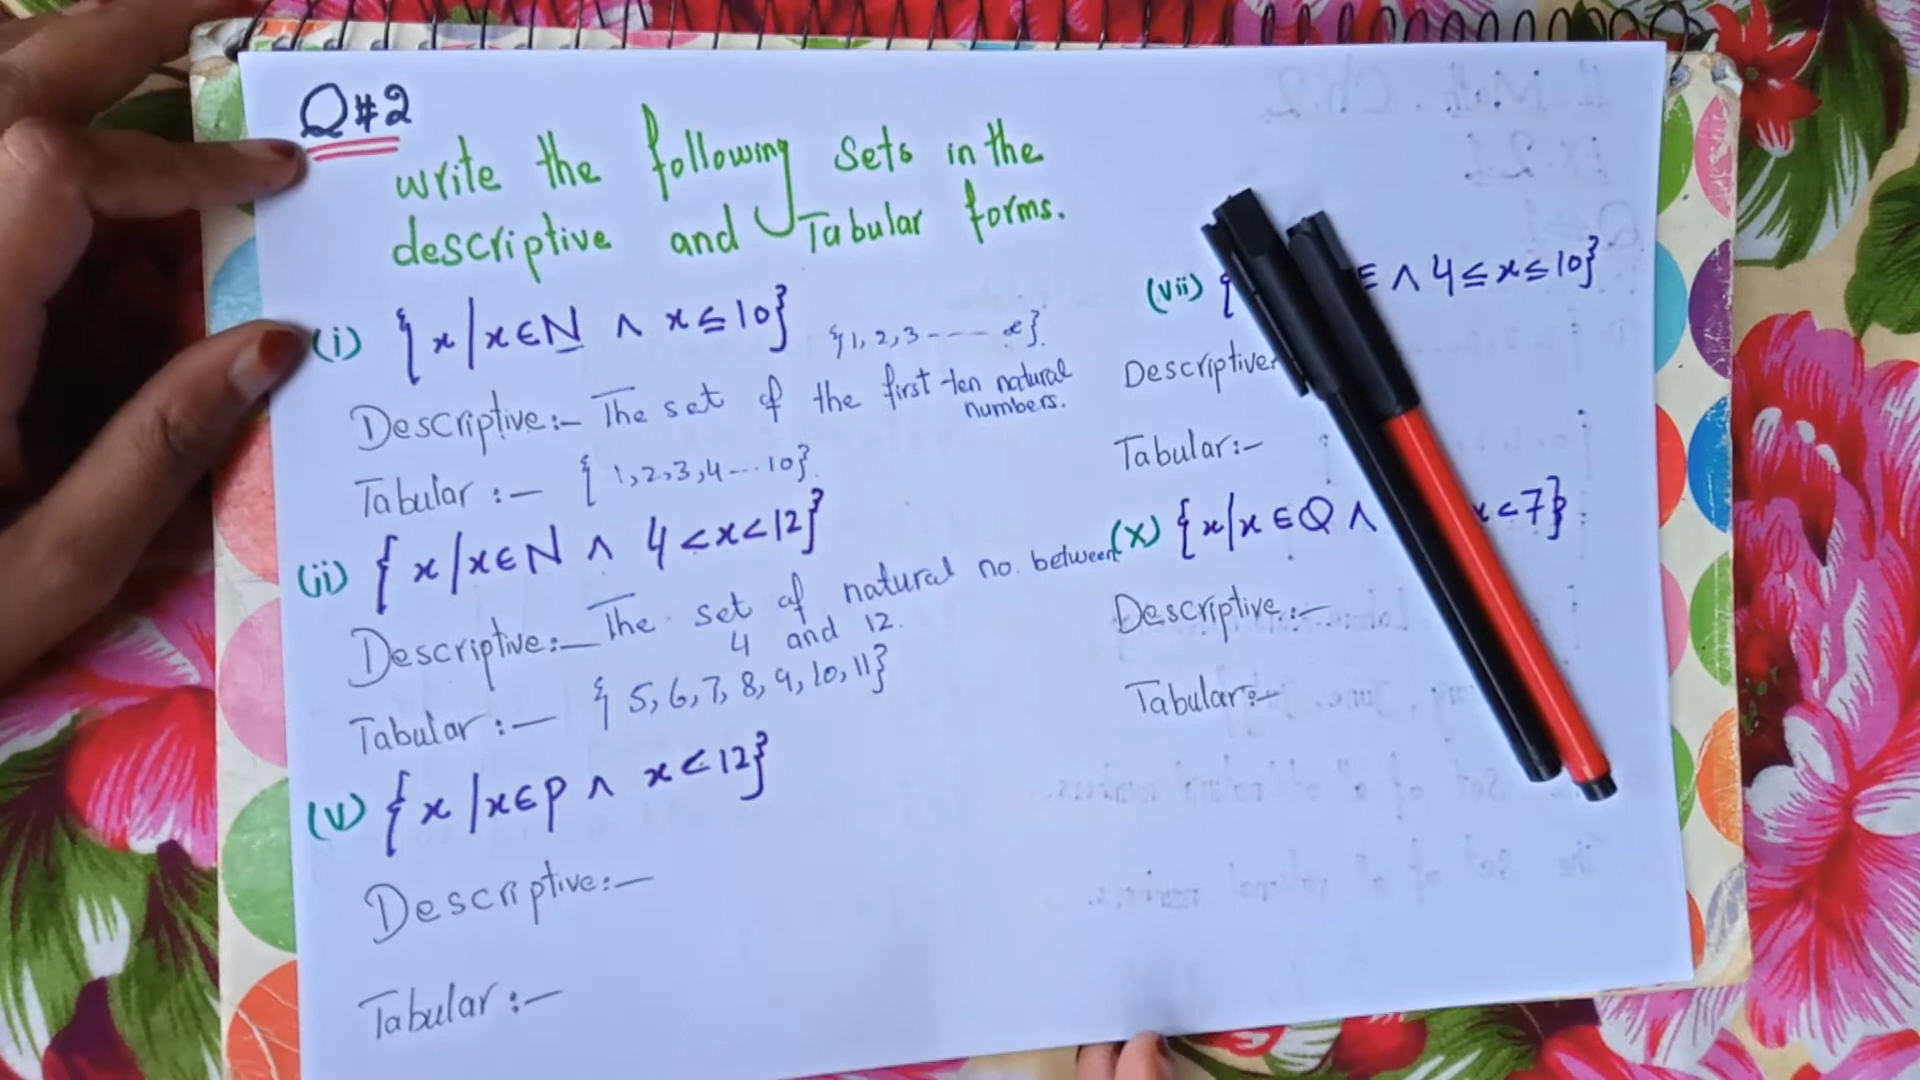 Q#2
write the following sets in the
descriptive and Tabular forms.
(i) {x/x∈N ∧ x≤10} {1,2,3---- x}.
Descriptive:- The set of the first ten natural
numbers.
Tabular :- { 1,2,3,4--- 10}.
(ii) { x/x∈N ∧ 4<x<12}
Descriptive:- The set of natural no. between
4 and 12.
Tabular :- { 5,6,7,8,9,10,11}
(v) { x/x∈P ∧ x<12}
Descriptive:-
Tabular :-
(vii) { E ∧ 4≤x≤10}
Descriptive
Tabular:-
(x) {x/x∈Q ∧ x<7}
Descriptive:-
Tabular:-